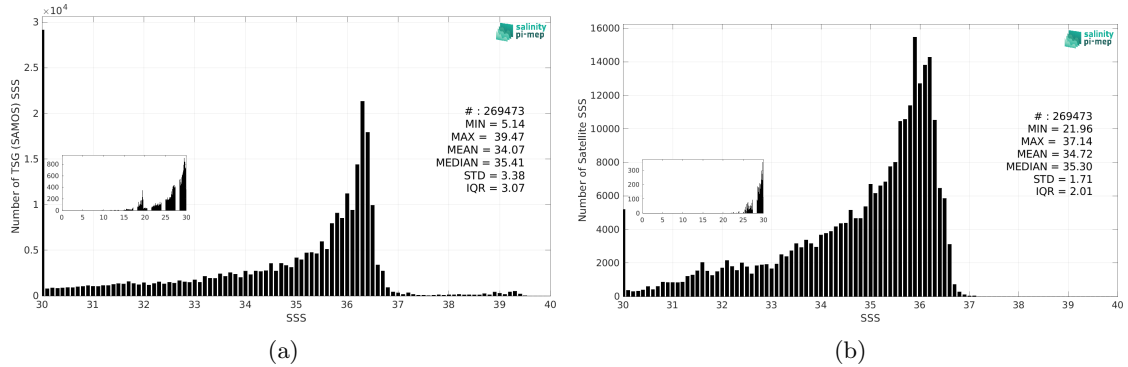 3 ×10^4
2.5
2
1.5
1
0.5
0
Number of TSG (SAMOS) SSS
salinity
pi-mep
# : 269473
MIN = 5.14
MAX = 39.47
MEAN = 34.07
MEDIAN = 35.41
STD = 3.38
IQR = 3.07
800
600
400
200
0
0 5 10 15 20 25 30
30 31 32 33 34 35 36 37 38 39 40
SSS
(a)
16000
14000
12000
10000
8000
6000
4000
2000
0
Number of Satellite SSS
salinity
pi-mep
# : 269473
MIN = 21.96
MAX = 37.14
MEAN = 34.72
MEDIAN = 35.30
STD = 1.71
IQR = 2.01
300
200
100
0
0 5 10 15 20 25 30
30 31 32 33 34 35 36 37 38 39 40
SSS
(b)